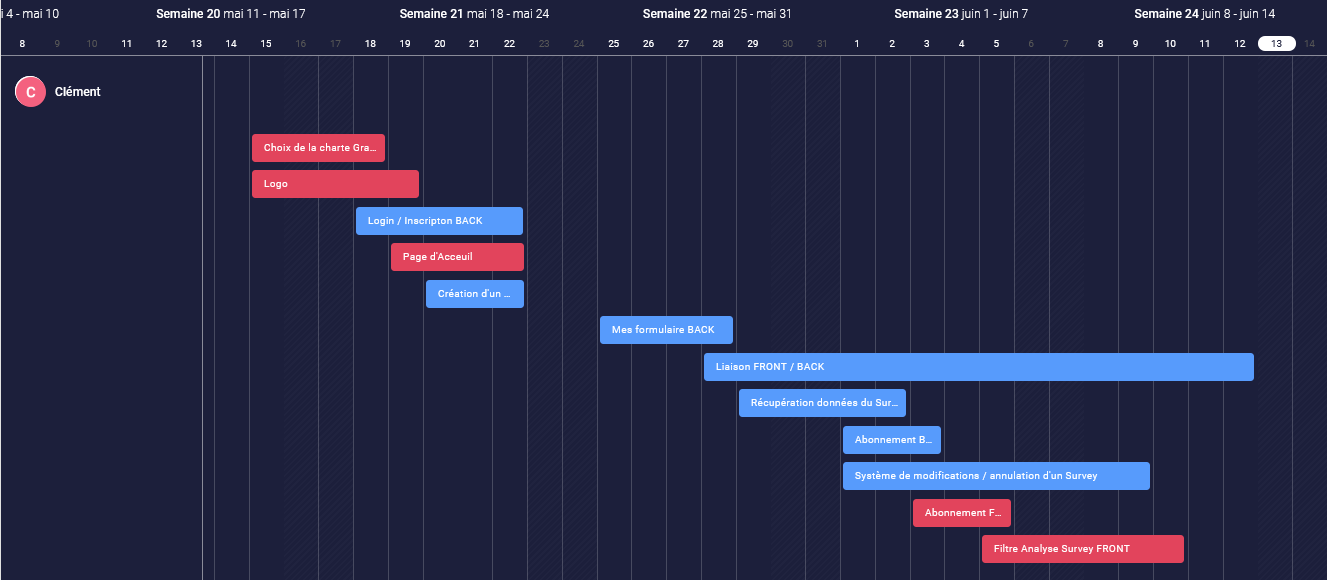 i 4 - mai 10 Semaine 20 mai 11 - mai 17 Semaine 21 mai 18 - mai 24 Semaine 22 mai 25 - mai 31 Semaine 23 juin 1 - juin 7 Semaine 24 juin 8 - juin 14
8 9 10 11 12 13 14 15 16 17 18 19 20 21 22 23 24 25 26 27 28 29 30 31 1 2 3 4 5 6 7 8 9 10 11 12 13 14
C Clément
Choix de la charte Gra...
Logo
Login / Inscripton BACK
Page d'Acceuil
Création d'un ...
Mes formulaire BACK
Liaison FRONT / BACK
Récupération données du Sur...
Abonnement B...
Système de modifications / annulation d'un Survey
Abonnement F...
Filtre Analyse Survey FRONT